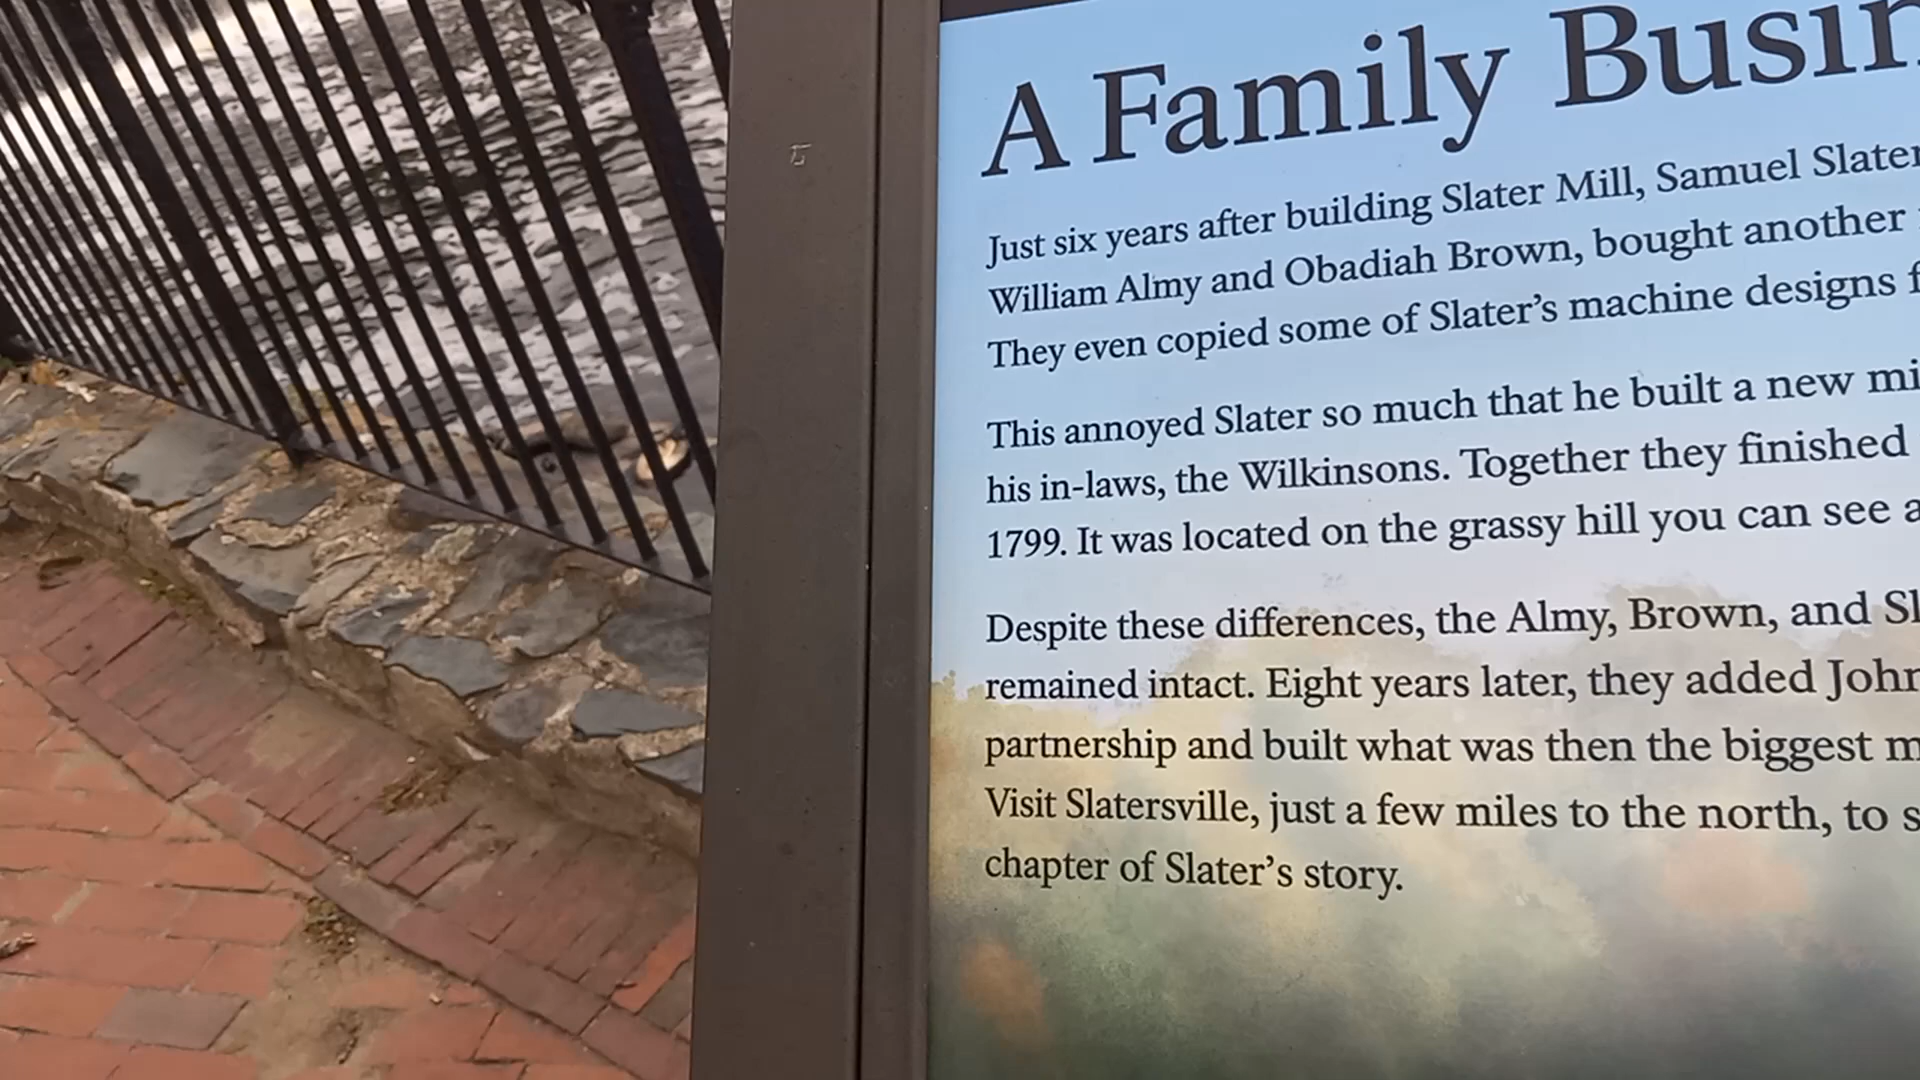 A Family
Just six years after building Slater Mill, Samuel Slater
William Almy and Obadiah Brown, bought another
They even copied some of Slater's machine designs
This annoyed Slater so much that he built a new
his in-laws, the Wilkinsons. Together they finished
1799. It was located on the grassy hill you can see
Despite these differences, the Almy, Brown, and
remained intact. Eight years later, they added
partnership and built what was then the biggest
Visit Slatersville, just a few miles to the north, to
chapter of Slater's story.